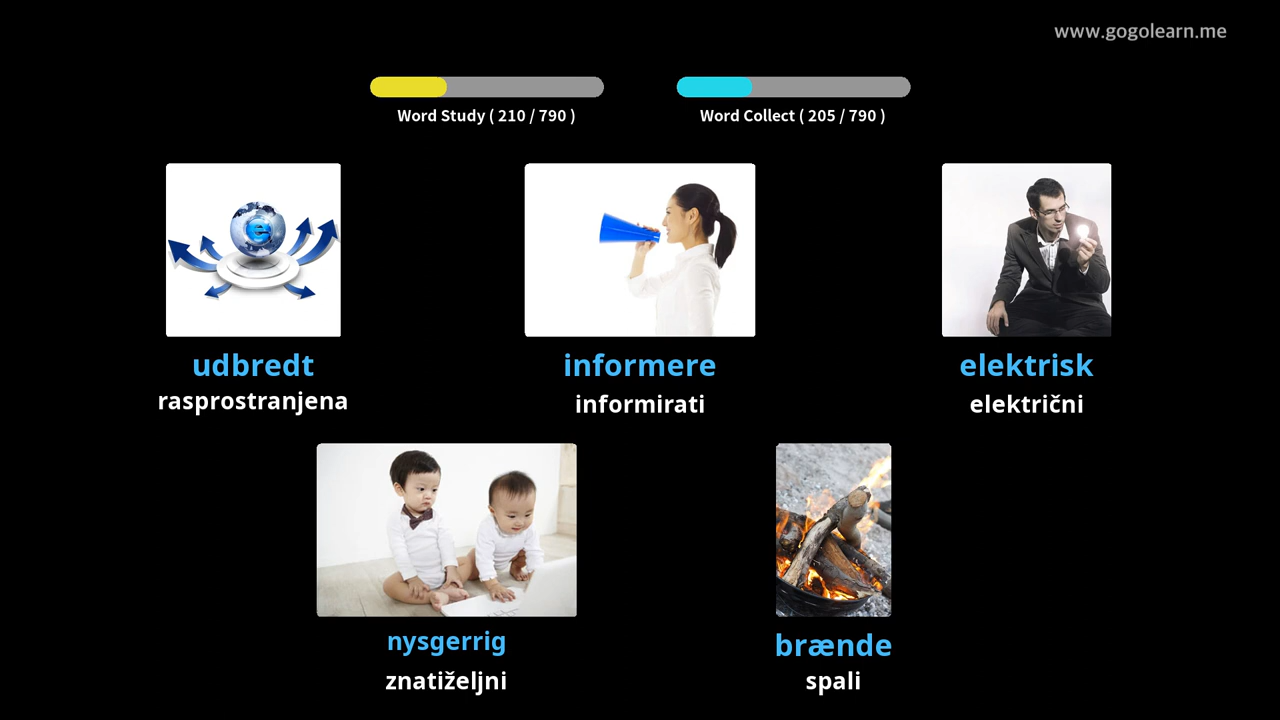 www.gogolearn.me
Word Study ( 210 / 790 )
Word Collect ( 205 / 790 )
e
udbredt
rasprostranjena
informere
informirati
elektrisk
električni
nysgerrig
znatiželjni
brænde
spali